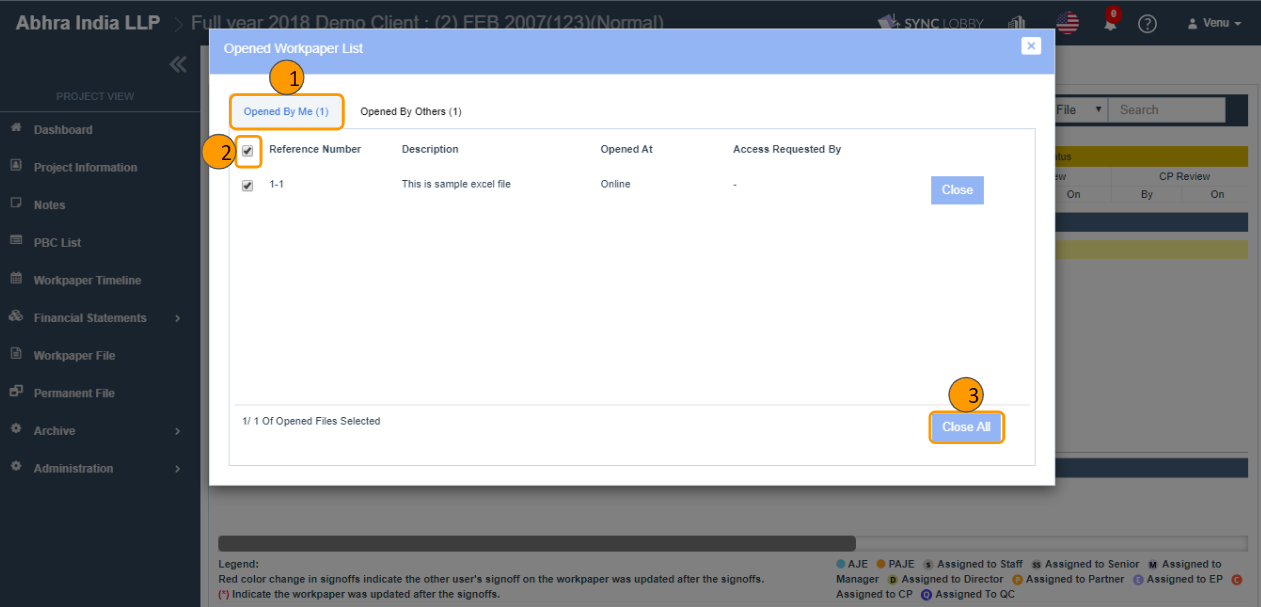 Abhra India LLP > Full year 2018 Demo Client : (2) FEB 2007(123)(Normal)
SYNC LOBBY
0
?
Venu
Opened Workpaper List
×
1
Opened By Me (1)
Opened By Others (1)
2
Reference Number Description Opened At Access Requested By
1-1 This is sample excel file Online - Close
1/ 1 Of Opened Files Selected
3
Close All
PROJECT VIEW
Dashboard
Project Information
Notes
PBC List
Workpaper Timeline
Financial Statements >
Workpaper File
Permanent File
Archive >
Administration >
File ▼ Search
CP Review
On By On
Legend:
Red color change in signoffs indicate the other user's signoff on the workpaper was updated after the signoffs.
(*) Indicate the workpaper was updated after the signoffs.
AJE PAJE S Assigned to Staff SS Assigned to Senior M Assigned to
Manager D Assigned to Director P Assigned to Partner E Assigned to EP C
Assigned to CP Q Assigned To QC